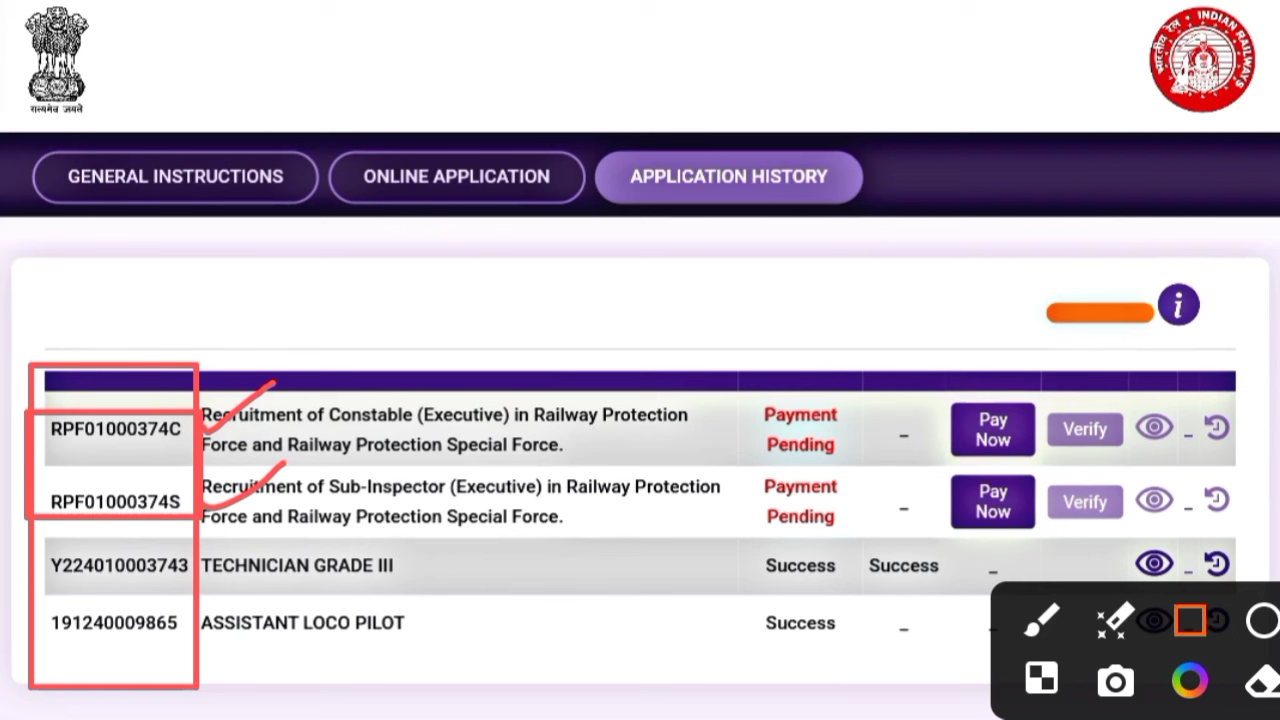 सत्यमेव जयते
भारतीय रेल • INDIAN RAILWAYS
GENERAL INSTRUCTIONS
ONLINE APPLICATION
APPLICATION HISTORY
i
RPF01000374C Recruitment of Constable (Executive) in Railway Protection Force and Railway Protection Special Force. Payment Pending _ Pay Now Verify _
RPF01000374S Recruitment of Sub-Inspector (Executive) in Railway Protection Force and Railway Protection Special Force. Payment Pending _ Pay Now Verify _
Y224010003743 TECHNICIAN GRADE III Success Success _ _
191240009865 ASSISTANT LOCO PILOT Success _ _